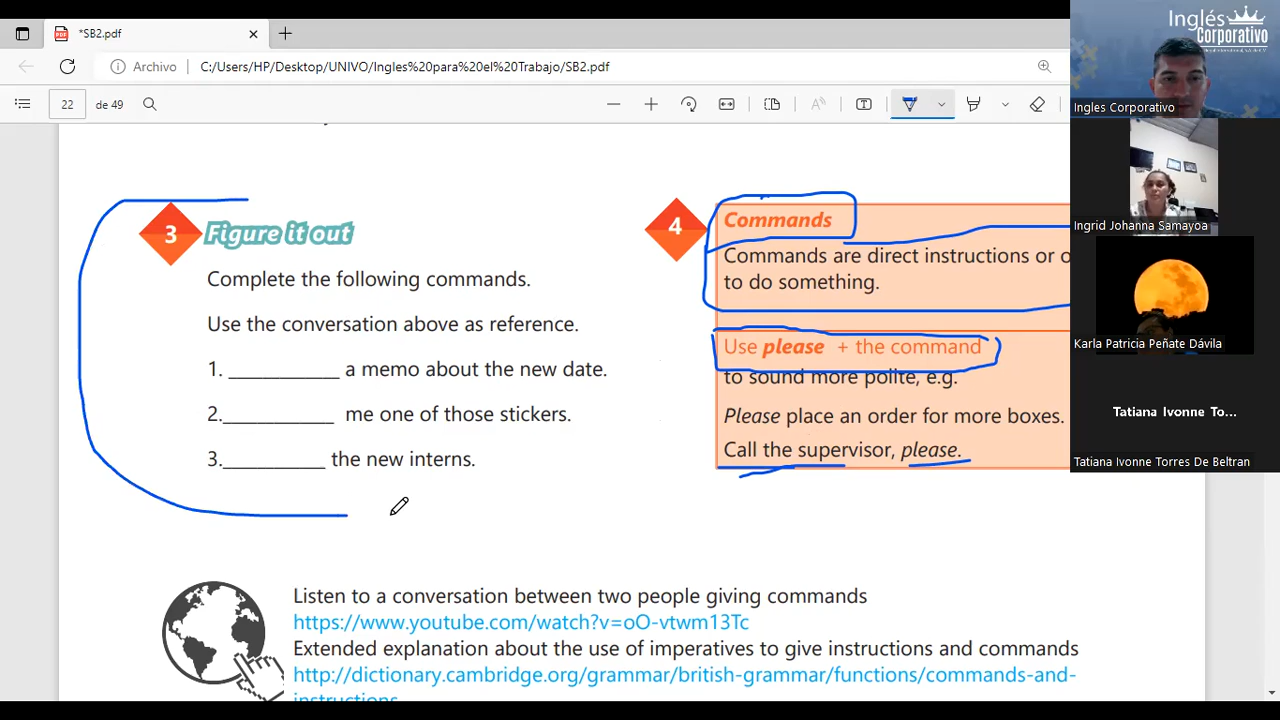 *SB2.pdf
Archivo
C:/Users/HP/Desktop/UNIVO/Ingles%20para%20el%20Trabajo/SB2.pdf
22
de 49
3
Figure it out
Complete the following commands.
Use the conversation above as reference.
1. ____________ a memo about the new date.
2.____________ me one of those stickers.
3.___________ the new interns.
4
Commands
Commands are direct instructions or o
to do something.
Use please + the command
to sound more polite, e.g.
Please place an order for more boxes.
Call the supervisor, please.
Listen to a conversation between two people giving commands
https://www.youtube.com/watch?v=oO-vtwm13Tc
Extended explanation about the use of imperatives to give instructions and commands
http://dictionary.cambridge.org/grammar/british-grammar/functions/commands-and-
instructions
Inglés
Corporativo
Ingles Corporativo
Ingrid Johanna Samayoa
Karla Patricia Peñate Dávila
Tatiana Ivonne To...
Tatiana Ivonne Torres De Beltran